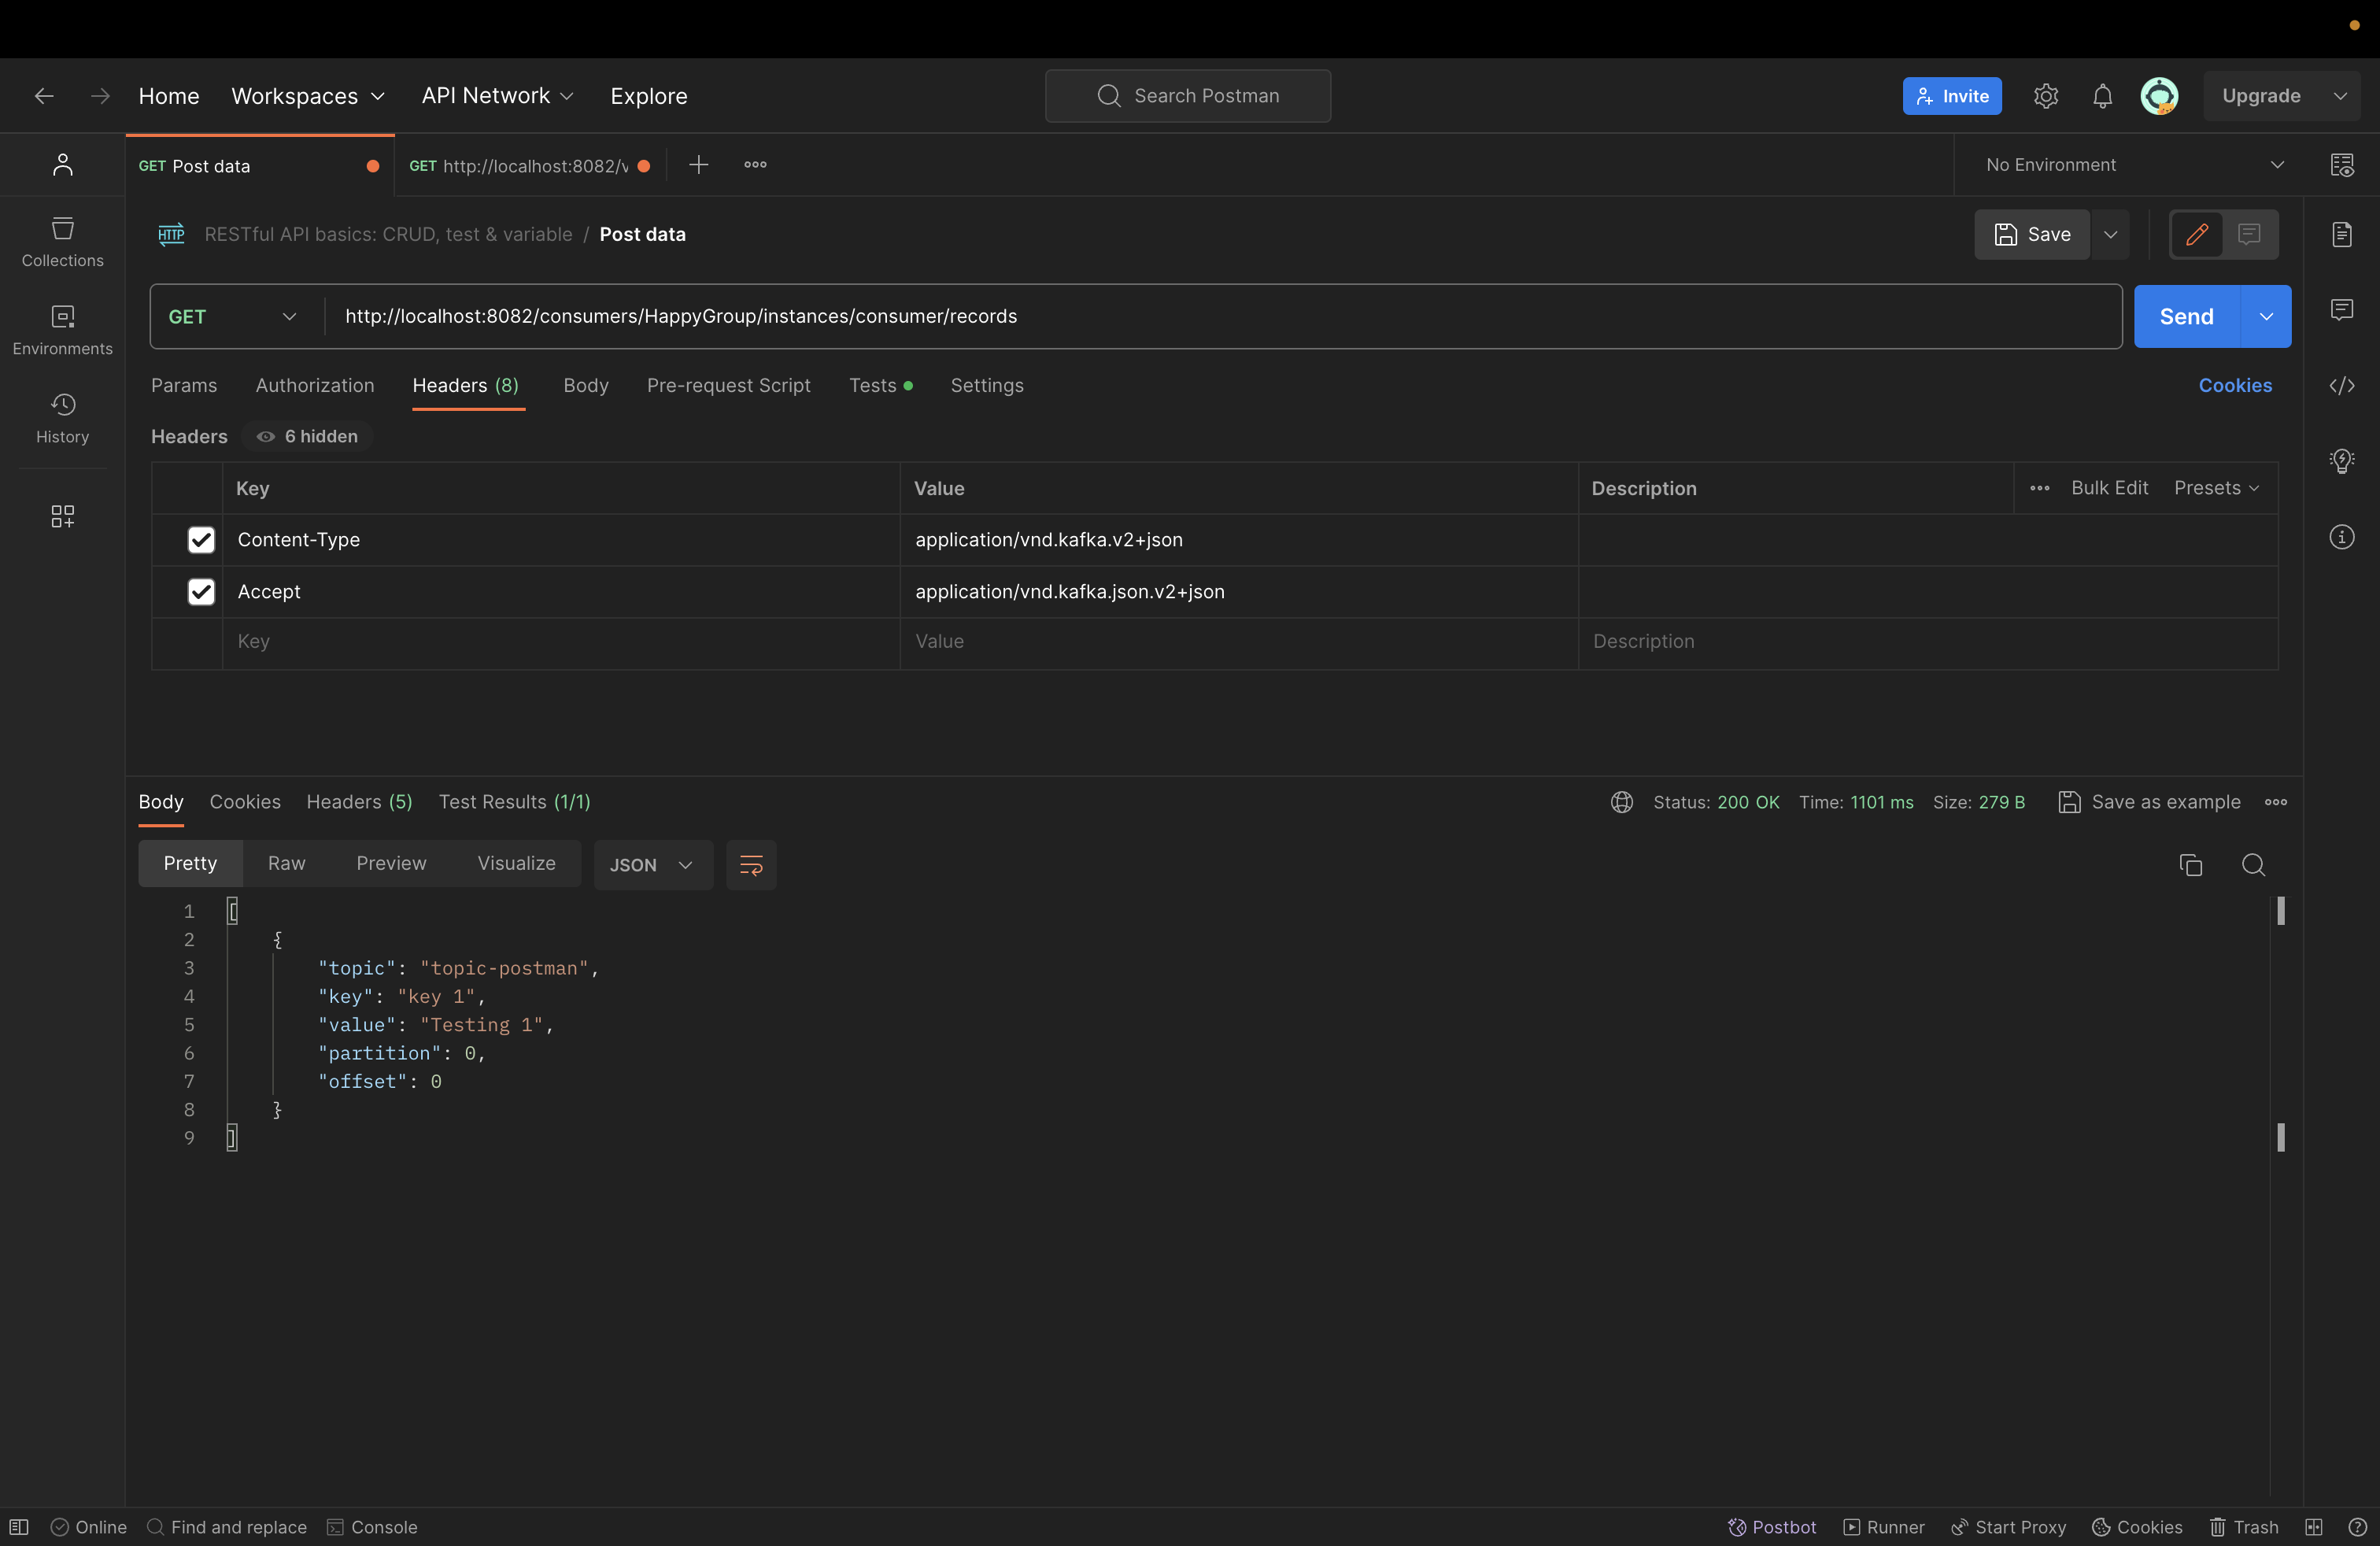 Home Workspaces API Network Explore Search Postman Invite Upgrade
GET Post data GET http://localhost:8082/v No Environment
HTTP RESTful API basics: CRUD, test & variable / Post data Save
Collections
Environments
History
GET http://localhost:8082/consumers/HappyGroup/instances/consumer/records Send
Params Authorization Headers (8) Body Pre-request Script Tests Settings Cookies
Headers 6 hidden
Key Value Description Bulk Edit Presets
Content-Type application/vnd.kafka.v2+json
Accept application/vnd.kafka.json.v2+json
Key Value Description
Body Cookies Headers (5) Test Results (1/1) Status: 200 OK Time: 1101 ms Size: 279 B Save as example
Pretty Raw Preview Visualize JSON
1 [
2 {
3 "topic": "topic-postman",
4 "key": "key 1",
5 "value": "Testing 1",
6 "partition": 0,
7 "offset": 0
8 }
9 ]
Online Find and replace Console Postbot Runner Start Proxy Cookies Trash